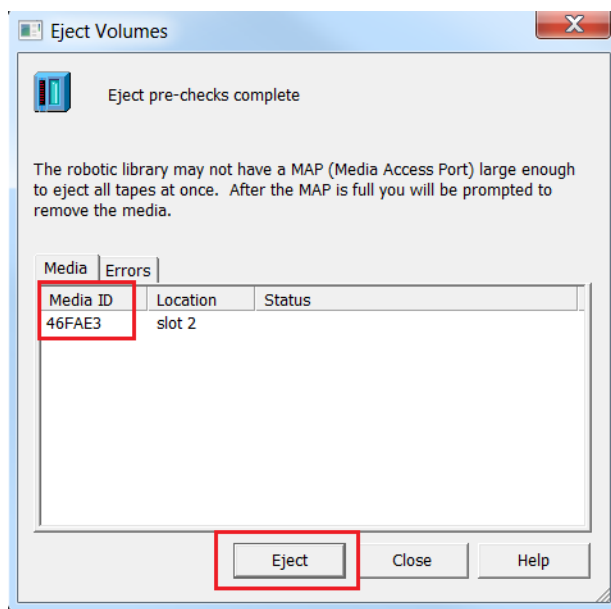 Eject Volumes
Eject pre-checks complete
The robotic library may not have a MAP (Media Access Port) large enough
to eject all tapes at once.  After the MAP is full you will be prompted to
remove the media.
Media Errors
Media ID Location Status
46FAE3 slot 2
Eject Close Help